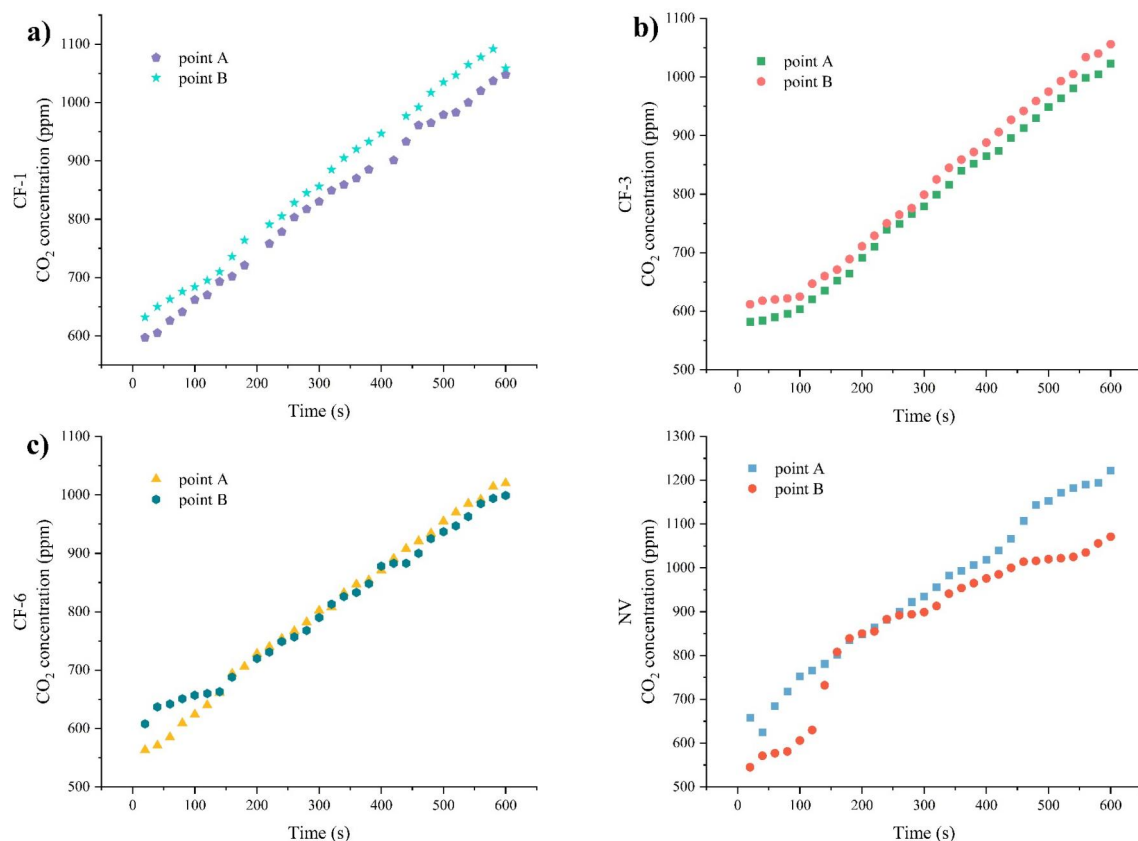 a)
CF-1
CO₂ concentration (ppm)
1100
1000
900
800
700
600
point A
point B
0 100 200 300 400 500 600
Time (s)
b)
CF-3
CO₂ concentration (ppm)
1100
1000
900
800
700
600
500
point A
point B
0 100 200 300 400 500 600
Time (s)
c)
CF-6
CO₂ concentration (ppm)
1100
1000
900
800
700
600
500
point A
point B
0 100 200 300 400 500 600
Time (s)
NV
CO₂ concentration (ppm)
1300
1200
1100
1000
900
800
700
600
500
point A
point B
0 100 200 300 400 500 600
Time (s)